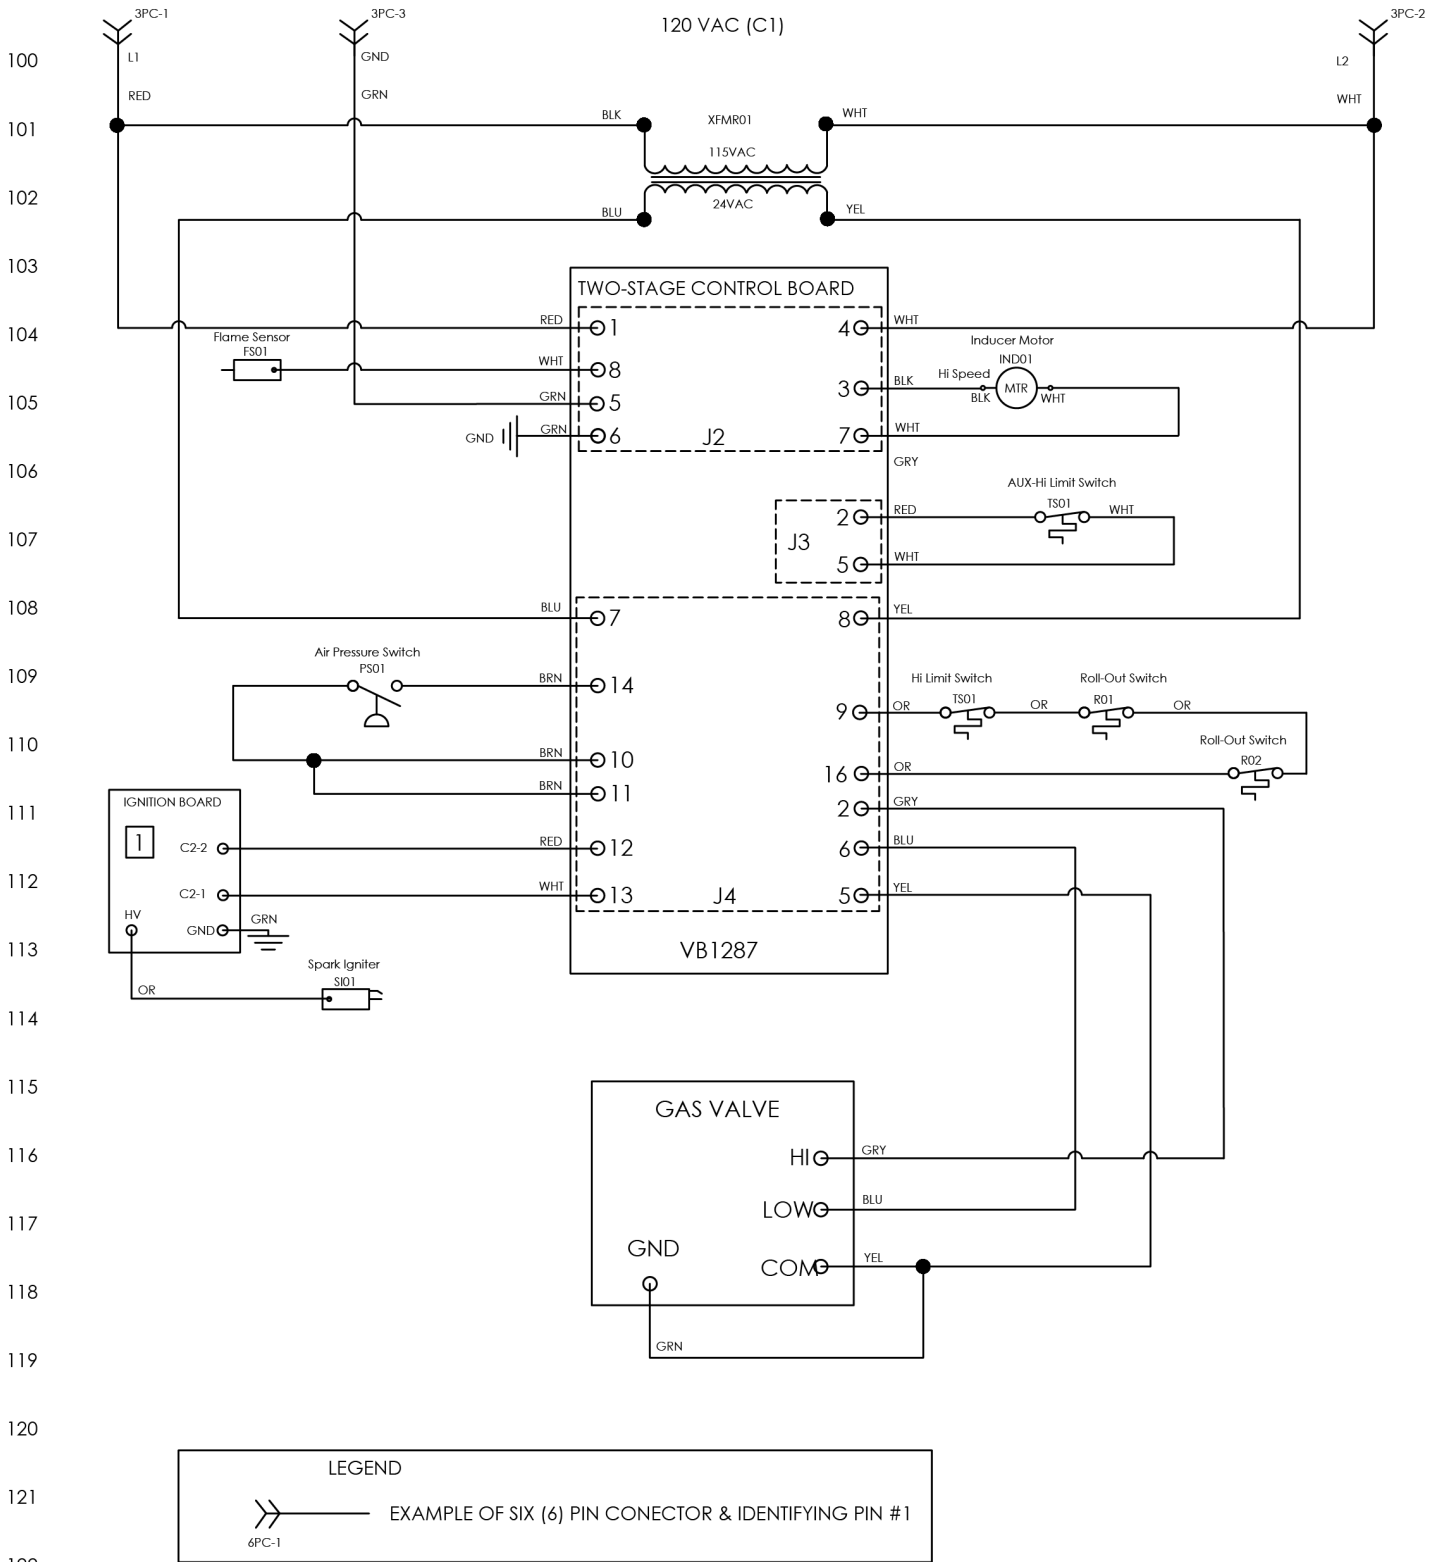 3PC-1
3PC-3
120 VAC (C1)
3PC-2
100
L1
GND
L2
RED
GRN
WHT
101
BLK
XFMR01
WHT
115VAC
102
24VAC
BLU
YEL
103
TWO-STAGE CONTROL BOARD
104
RED
1
4
WHT
Flame Sensor
FS01
Inducer Motor
IND01
WHT
8
Hi Speed
3
BLK
BLK
MTR
WHT
105
GRN
5
GND
GRN
6
J2
7
WHT
106
GRY
AUX-Hi Limit Switch
TS01
2
RED
WHT
107
J3
5
WHT
108
BLU
7
8
YEL
Air Pressure Switch
PS01
109
BRN
14
Hi Limit Switch
Roll-Out Switch
TS01
R01
9
OR
OR
OR
110
BRN
10
Roll-Out Switch
R02
16
OR
BRN
11
IGNITION BOARD
2
GRY
111
1
C2-2
RED
12
6
BLU
112
C2-1
WHT
13
J4
5
YEL
HV
GND
GRN
113
VB1287
Spark Igniter
SI01
OR
114
115
GAS VALVE
116
HI
GRY
117
LOW
BLU
GND
COM
YEL
118
GRN
119
120
LEGEND
121
EXAMPLE OF SIX (6) PIN CONECTOR & IDENTIFYING PIN #1
6PC-1